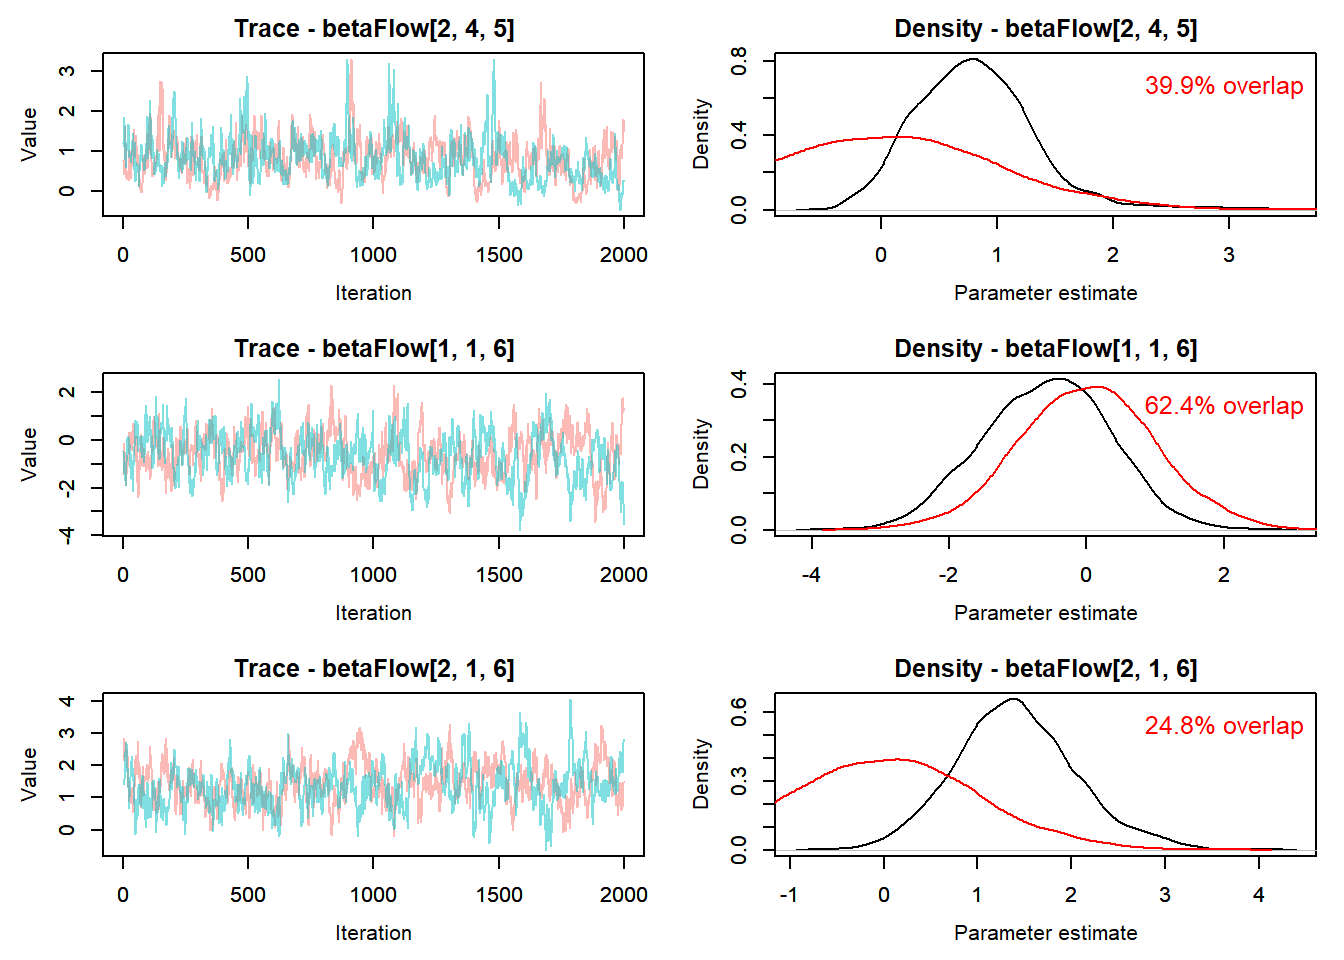 Trace - betaFlow[2, 4, 5]
Value
0 1 2 3
0 500 1000 1500 2000
Iteration
Density - betaFlow[2, 4, 5]
39.9% overlap
Density
0.0 0.4 0.8
0 1 2 3
Parameter estimate
Trace - betaFlow[1, 1, 6]
Value
-4 -2 0 2
0 500 1000 1500 2000
Iteration
Density - betaFlow[1, 1, 6]
62.4% overlap
Density
0.0 0.2 0.4
-4 -2 0 2
Parameter estimate
Trace - betaFlow[2, 1, 6]
Value
0 1 2 3 4
0 500 1000 1500 2000
Iteration
Density - betaFlow[2, 1, 6]
24.8% overlap
Density
0.0 0.3 0.6
-1 0 1 2 3 4
Parameter estimate